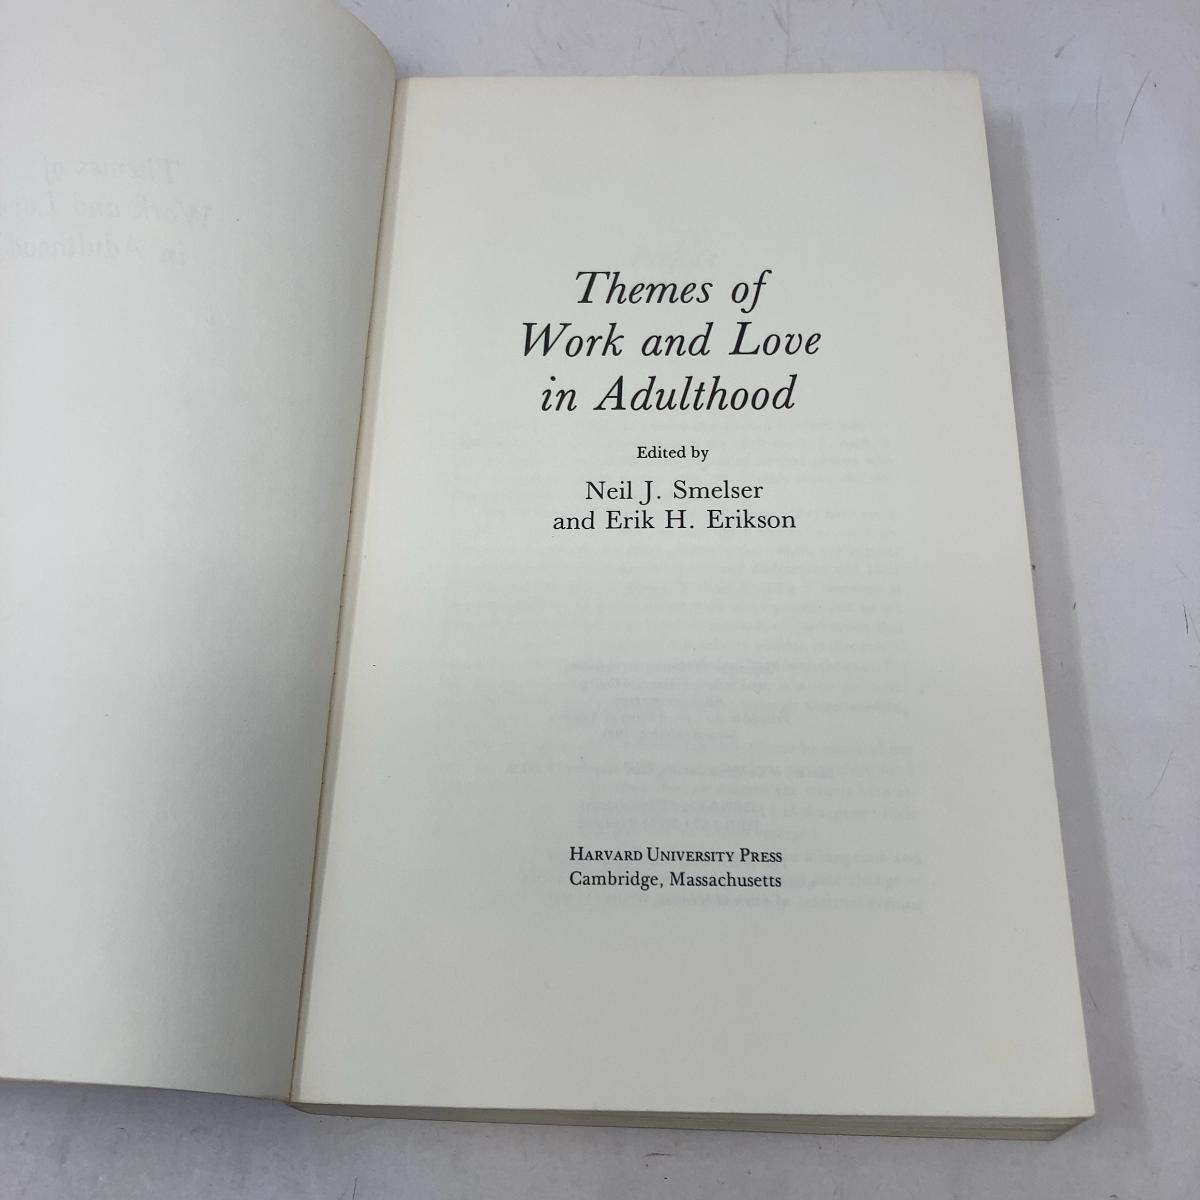 Themes of
Work and Love
in Adulthood
Edited by
Neil J. Smelser
and Erik H. Erikson
HARVARD UNIVERSITY PRESS
Cambridge, Massachusetts